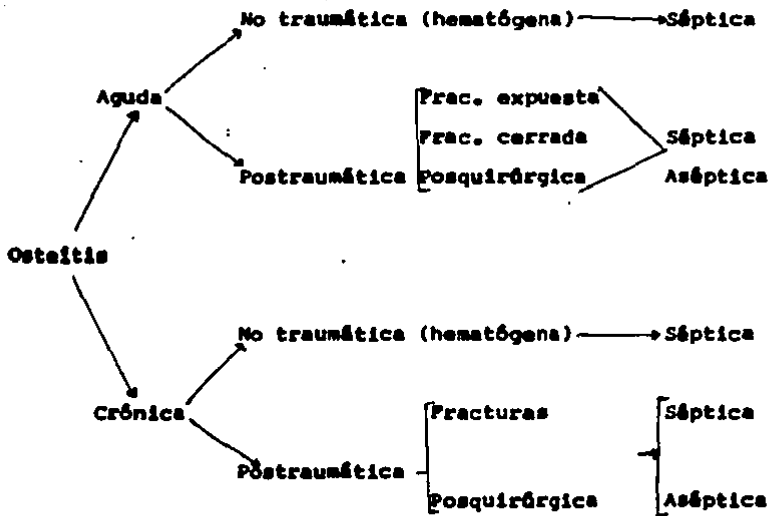 No traumática (hematógena) Séptica
Aguda Frac. expuesta
Frac. cerrada Séptica
Postraumática Posquirúrgica Aséptica
Osteítis
No traumática (hematógena) Séptica
Crónica Fracturas Séptica
Postraumática
Posquirúrgica Aséptica